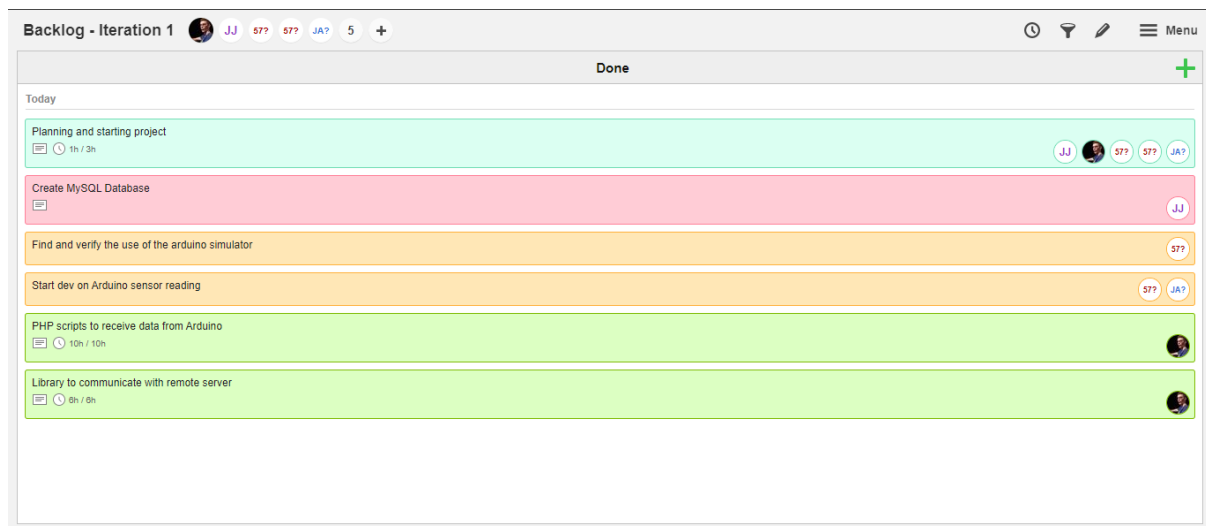 Backlog - Iteration 1 JJ 57? 57? JA? 5 + Menu
Done
Today
Planning and starting project
1h / 3h
JJ 57? 57? JA?
Create MySQL Database
JJ
Find and verify the use of the arduino simulator
57?
Start dev on Arduino sensor reading
57? JA?
PHP scripts to receive data from Arduino
10h / 10h
Library to communicate with remote server
6h / 6h